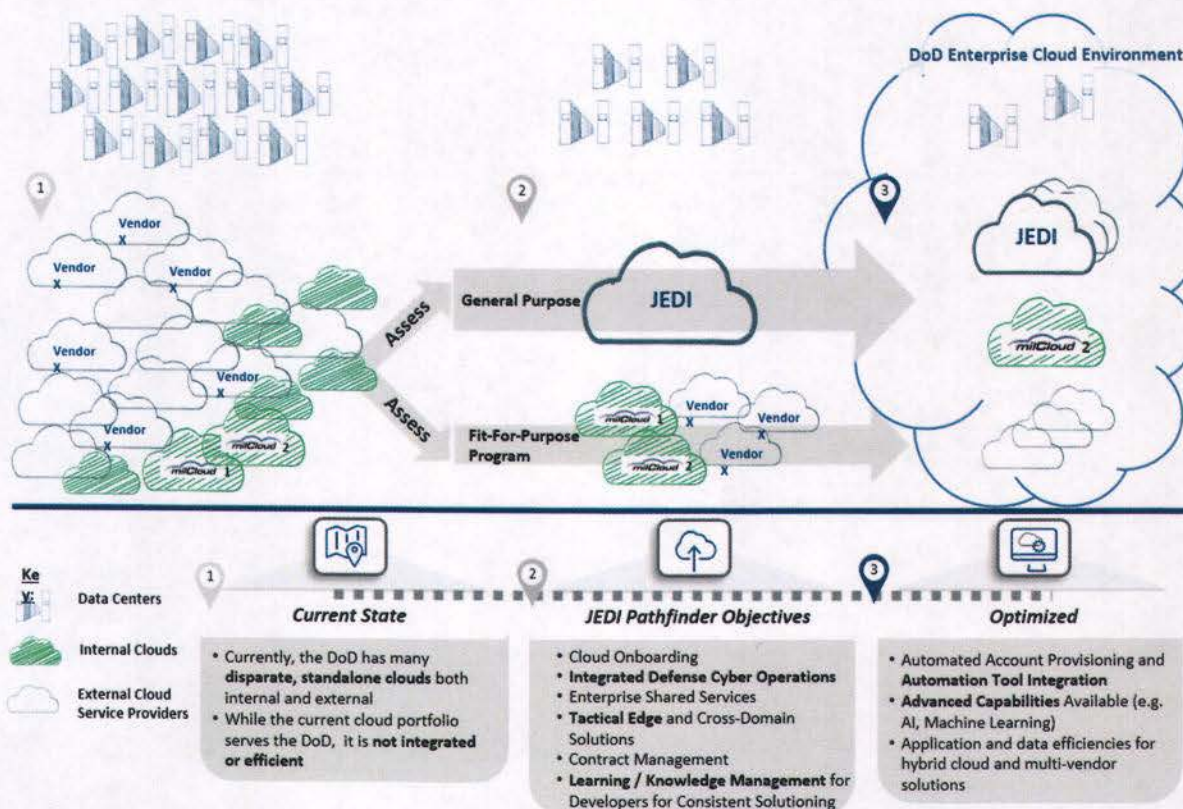 DoD Enterprise Cloud Environment
1
2
3
Vendor
X
Vendor
X
Vendor
X
Vendor
X
Vendor
X
Vendor
X
milCloud 2
milCloud 1
Assess
Assess
General Purpose
JEDI
Fit-For-Purpose
Program
milCloud 1
milCloud 2
Vendor
X
Vendor
X
Vendor
X
JEDI
milCloud 2
Ke
y:
Data Centers
Internal Clouds
External Cloud
Service Providers
1
Current State
• Currently, the DoD has many
disparate, standalone clouds both
internal and external
• While the current cloud portfolio
serves the DoD, it is not integrated
or efficient
2
JEDI Pathfinder Objectives
• Cloud Onboarding
• Integrated Defense Cyber Operations
• Enterprise Shared Services
• Tactical Edge and Cross-Domain
Solutions
• Contract Management
• Learning / Knowledge Management for
Developers for Consistent Solutioning
3
Optimized
• Automated Account Provisioning and
Automation Tool Integration
• Advanced Capabilities Available (e.g.
AI, Machine Learning)
• Application and data efficiencies for
hybrid cloud and multi-vendor
solutions